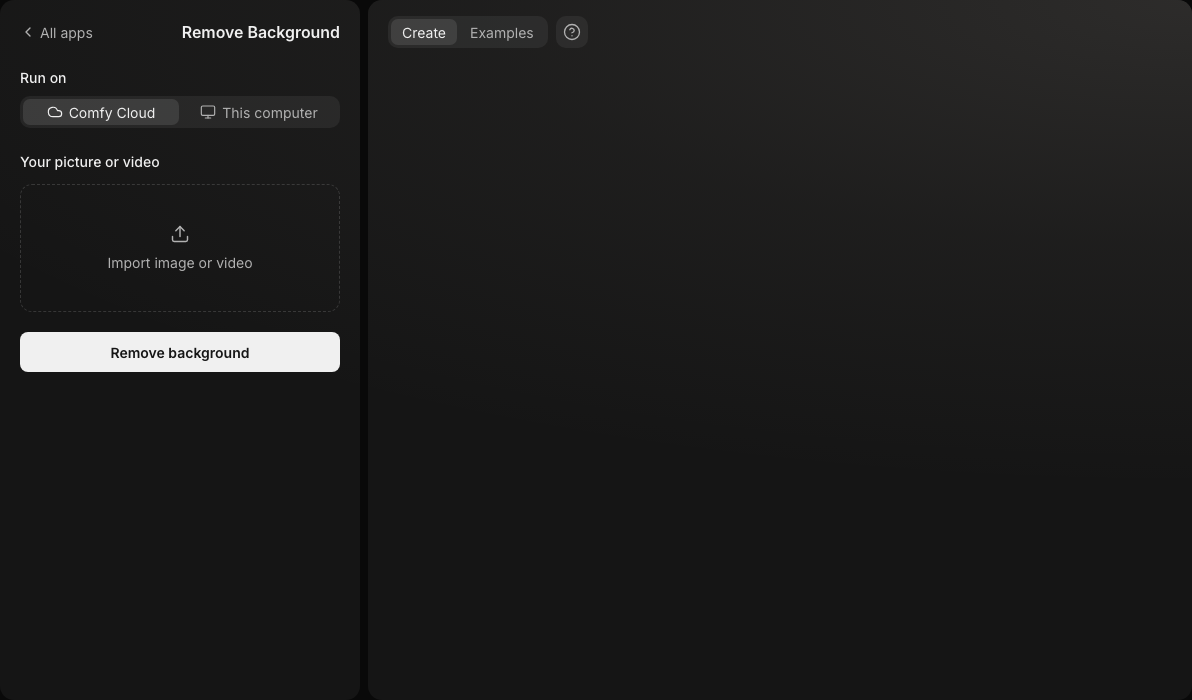 All apps
Remove Background
Run on
Comfy Cloud
This computer
Your picture or video
Import image or video
Remove background
Create
Examples